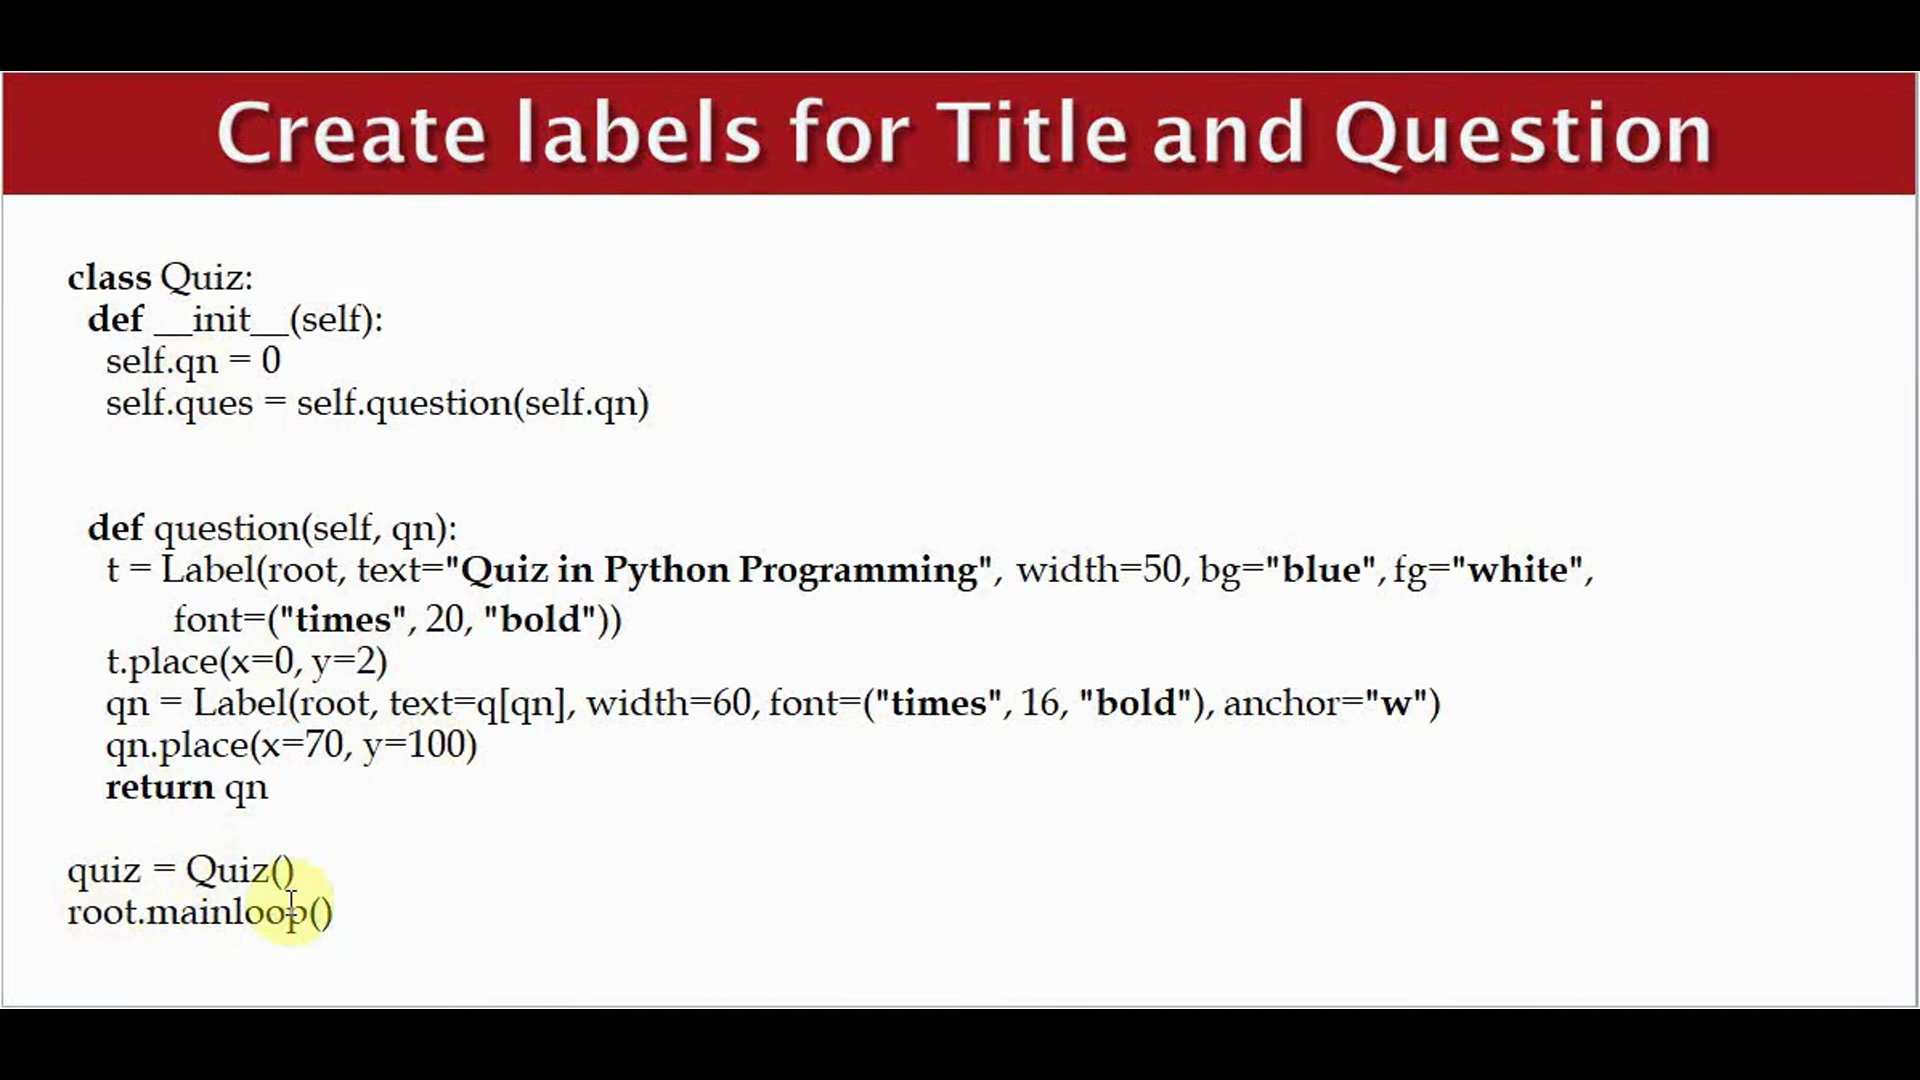 Create labels for Title and Question
class Quiz:
def __init__(self):
self.qn = 0
self.ques = self.question(self.qn)
def question(self, qn):
t = Label(root, text="Quiz in Python Programming", width=50, bg="blue", fg="white",
font=("times", 20, "bold"))
t.place(x=0, y=2)
qn = Label(root, text=q[qn], width=60, font=("times", 16, "bold"), anchor="w")
qn.place(x=70, y=100)
return qn
quiz = Quiz()
root.mainloop()